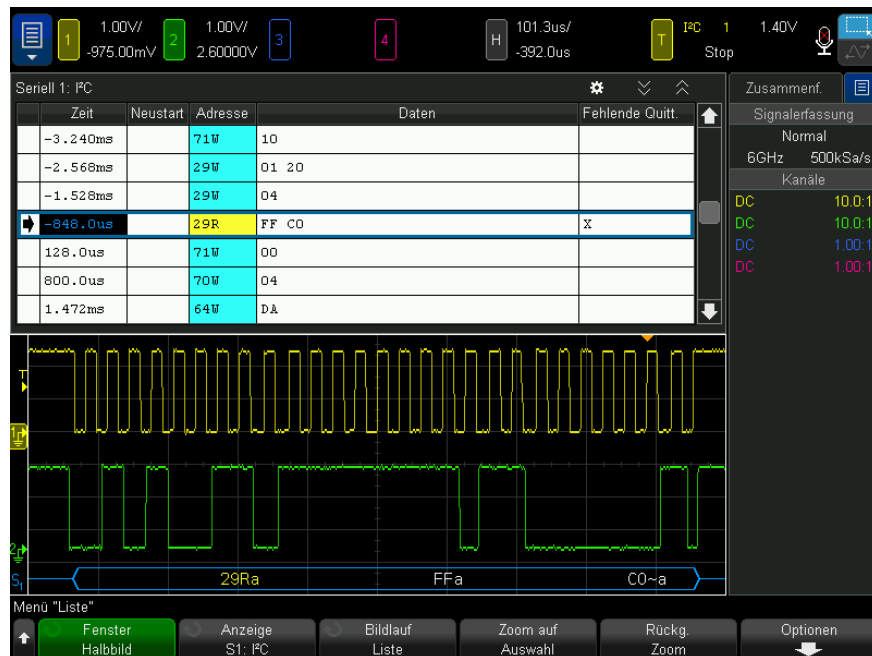 1 1.00V/ -975.00mV 2 1.00V/ 2.60000V 3 4 H 101.3us/ -392.0us T I²C 1 1.40V Stop
Seriell 1: I²C
Zeit Neustart Adresse Daten Fehlende Quitt.
-3.240ms 71W 10
-2.568ms 29W 01 20
-1.528ms 29W 04
-848.0us 29R FF C0 X
128.0us 71W 00
800.0us 70W 04
1.472ms 64W DA
Zusammenf.
Signalerfassung
Normal
6GHz 500kSa/s
Kanäle
DC 10.0:1
DC 10.0:1
DC 1.00:1
DC 1.00:1
T
1
2
S1 29Ra FFa C0~a
Menü "Liste"
Fenster Halbbild
Anzeige S1: I²C
Bildlauf Liste
Zoom auf Auswahl
Rückg. Zoom
Optionen